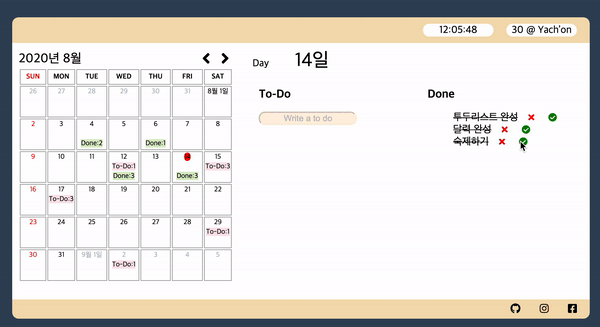 12:05:48 30 @ Yach'on
2020년 8월
SUN MON TUE WED THU FRI SAT
26 27 28 29 30 31 8월 1일
2 3 4 5 6 7 8
Done:2 Done:1
9 10 11 12 13 15
To-Do:1 To-Do:3
Done:3 Done:3
16 17 18 19 20 21 22
To-Do:3
23 24 25 26 27 28 29
To-Do:1
30 31 9월 1일 2 3 4 5
To-Do:1
Day 14일
To-Do Done
Write a to do
투두리스트 완성
달력 완성
숙제하기